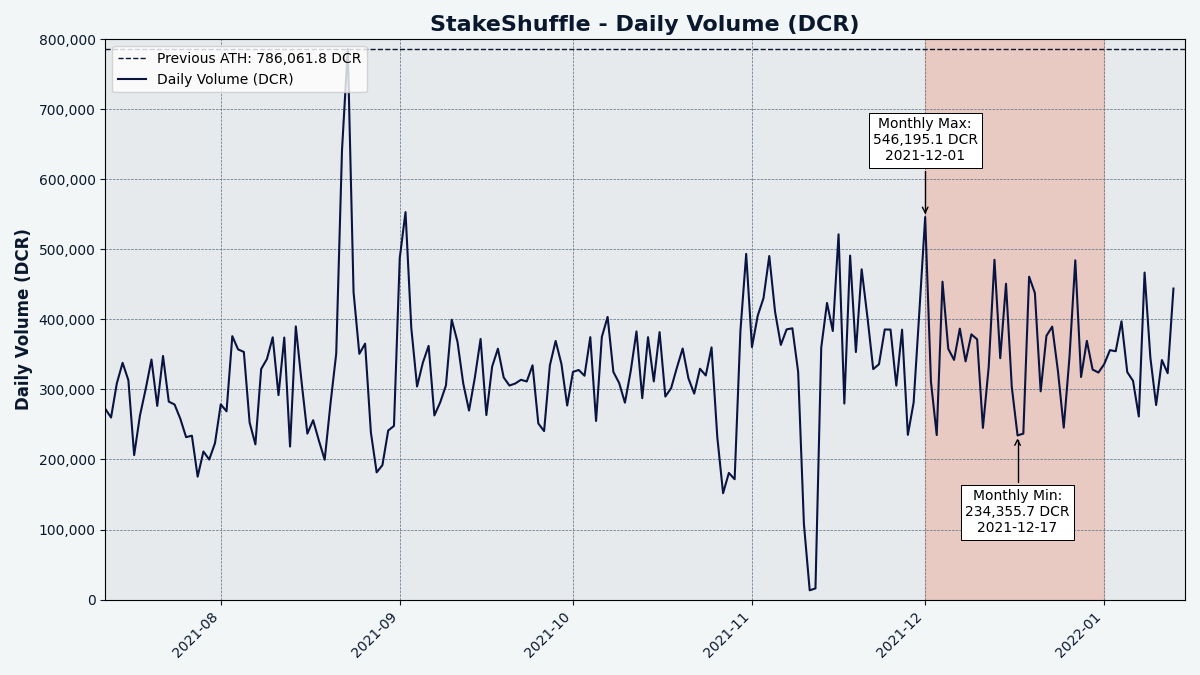 StakeShuffle - Daily Volume (DCR)
Previous ATH: 786,061.8 DCR
Daily Volume (DCR)
Daily Volume (DCR)
800,000
700,000
600,000
500,000
400,000
300,000
200,000
100,000
0
Monthly Max:
546,195.1 DCR
2021-12-01
Monthly Min:
234,355.7 DCR
2021-12-17
2021-08
2021-09
2021-10
2021-11
2021-12
2022-01